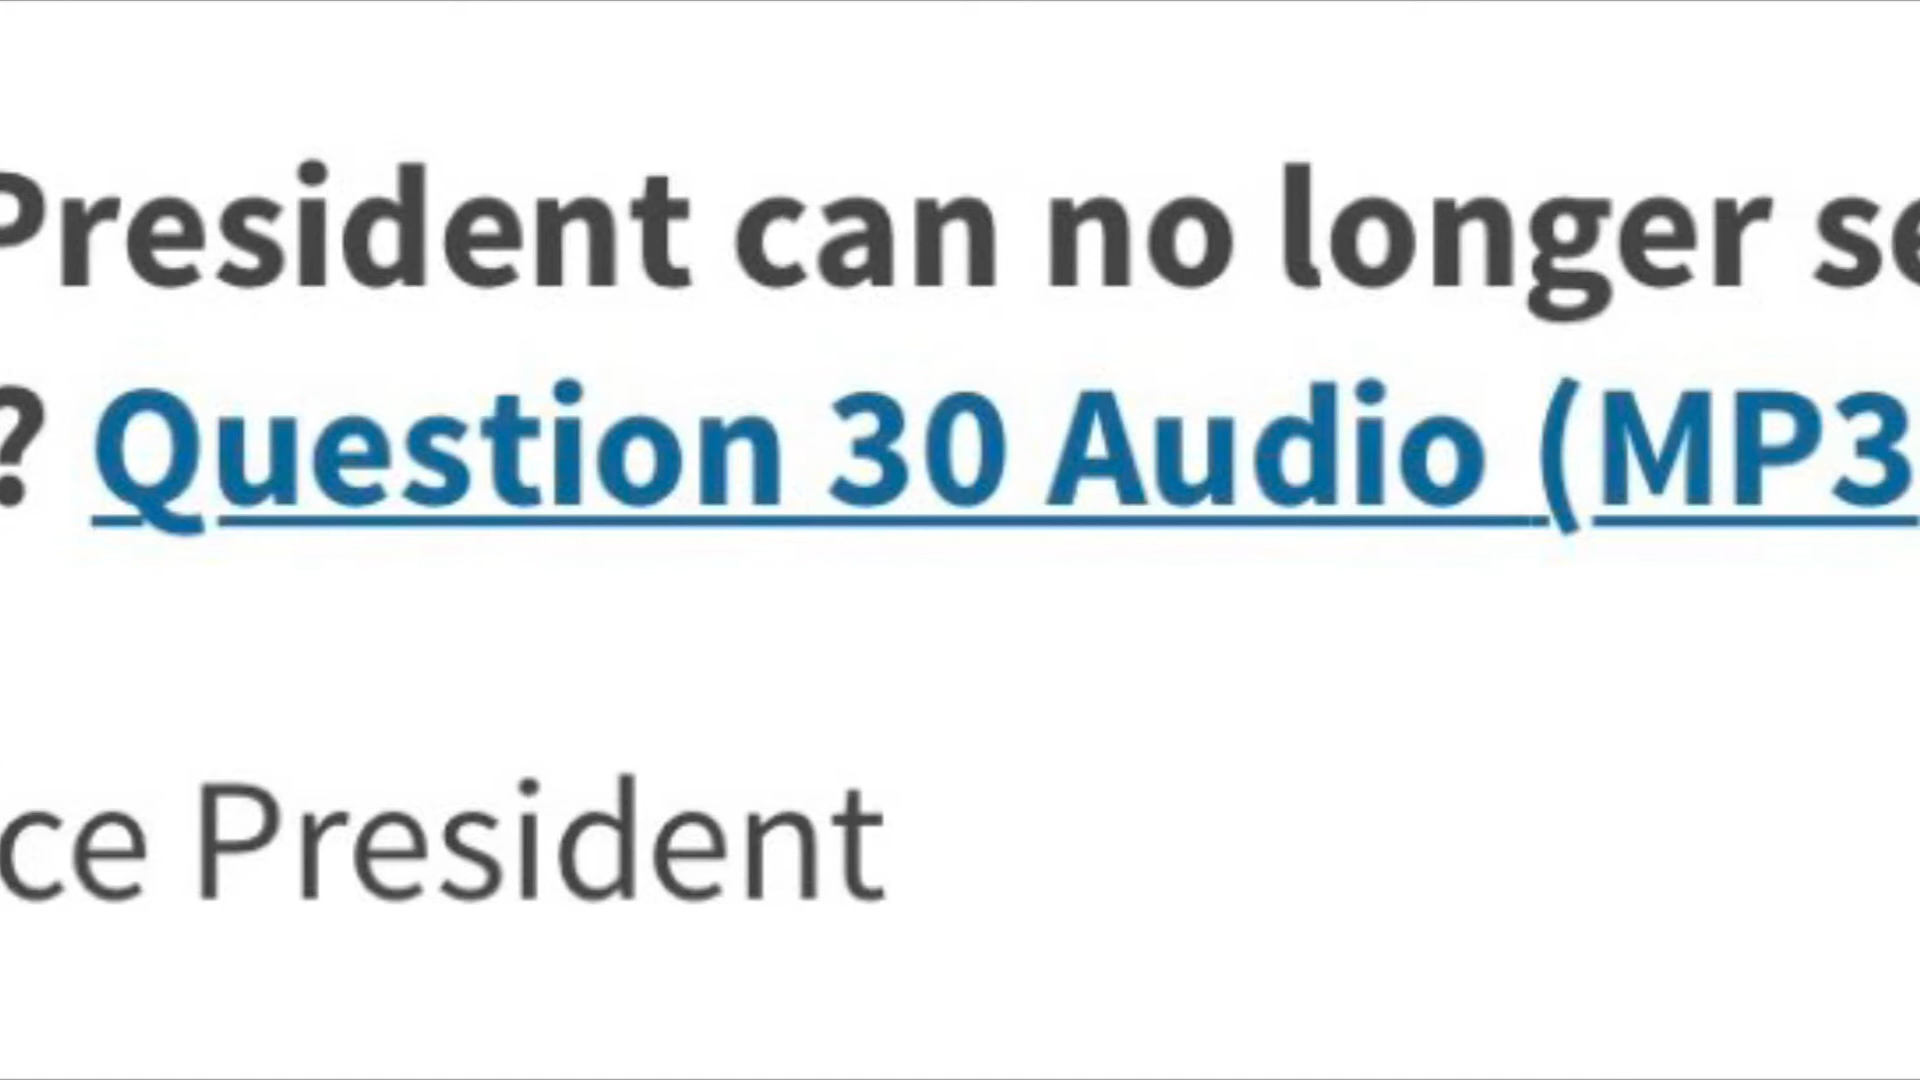 President can no longer se
? Question 30 Audio (MP3
ce President